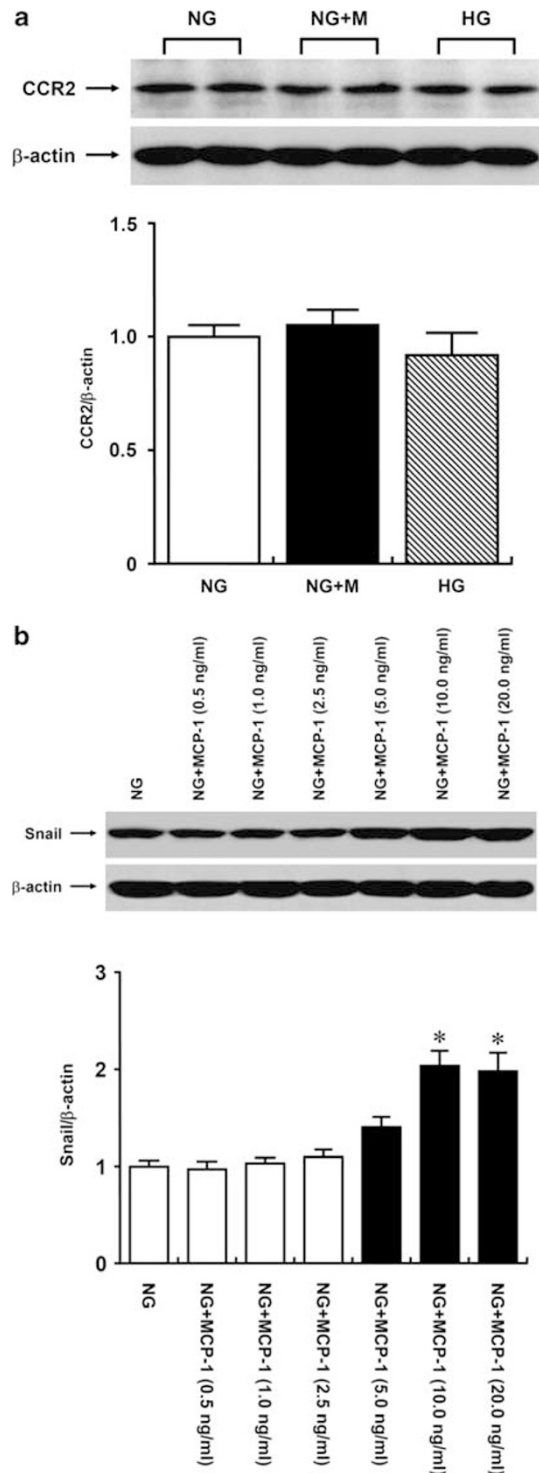 a
NG NG+M HG
CCR2
β-actin
1.5
1.0
0.5
0
CCR2/β-actin
NG NG+M HG
b
NG
NG+MCP-1 (0.5 ng/ml)
NG+MCP-1 (1.0 ng/ml)
NG+MCP-1 (2.5 ng/ml)
NG+MCP-1 (5.0 ng/ml)
NG+MCP-1 (10.0 ng/ml)
NG+MCP-1 (20.0 ng/ml)
Snail
β-actin
3
2
1
0
Snail/β-actin
* *
NG
NG+MCP-1 (0.5 ng/ml)
NG+MCP-1 (1.0 ng/ml)
NG+MCP-1 (2.5 ng/ml)
NG+MCP-1 (5.0 ng/ml)
NG+MCP-1 (10.0 ng/ml)
NG+MCP-1 (20.0 ng/ml)